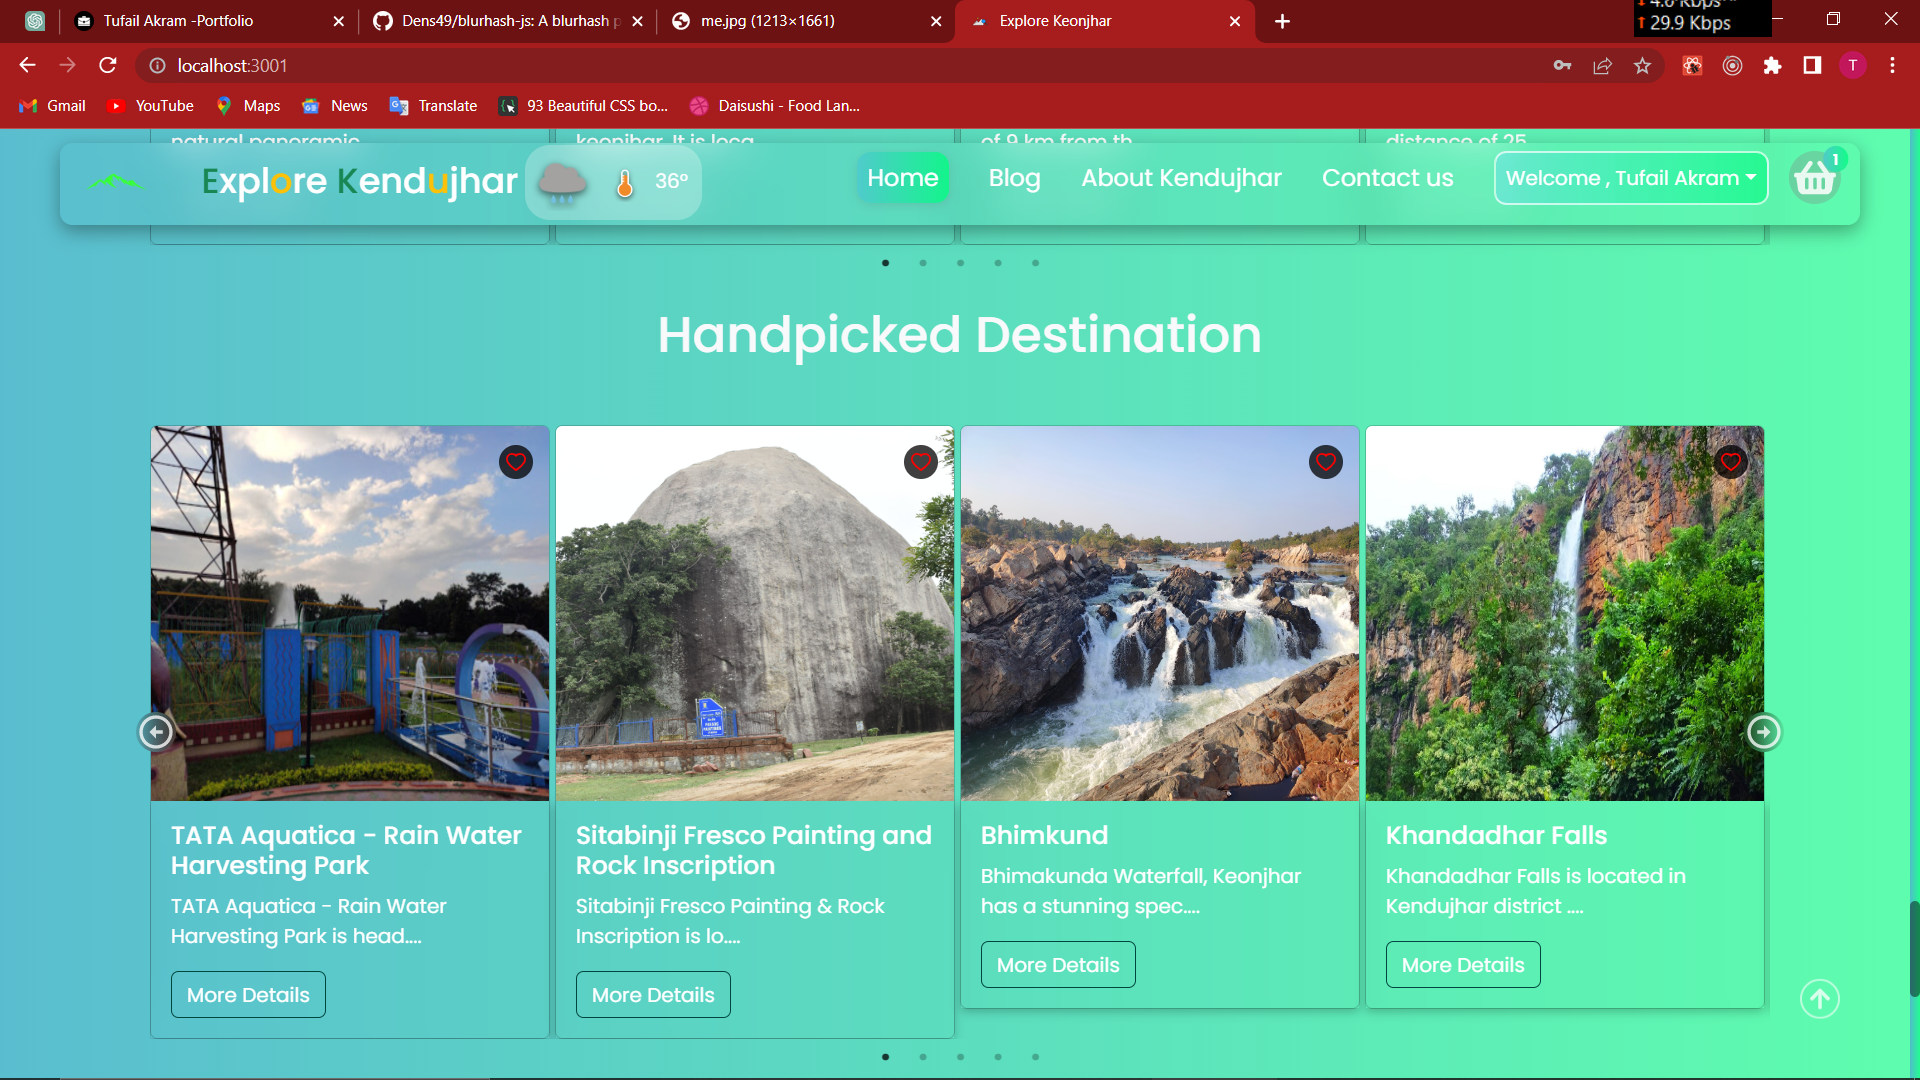 Tufail Akram -Portfolio
Dens49/blurhash-js: A blurhash p
me.jpg (1213×1661)
Explore Keonjhar
29.9 Kbps
localhost:3001
T
Gmail
YouTube
Maps
News
Translate
93 Beautiful CSS bo...
Daisushi - Food Lan...
natural panoramic
keonjhar. It is loca
of 9 km from th
distance of 25
Explore Kendujhar
36°
Home
Blog
About Kendujhar
Contact us
Welcome , Tufail Akram
1
Handpicked Destination
TATA Aquatica - Rain Water
Harvesting Park
TATA Aquatica - Rain Water
Harvesting Park is head....
More Details
Sitabinji Fresco Painting and
Rock Inscription
Sitabinji Fresco Painting & Rock
Inscription is lo....
More Details
Bhimkund
Bhimakunda Waterfall, Keonjhar
has a stunning spec....
More Details
Khandadhar Falls
Khandadhar Falls is located in
Kendujhar district ....
More Details